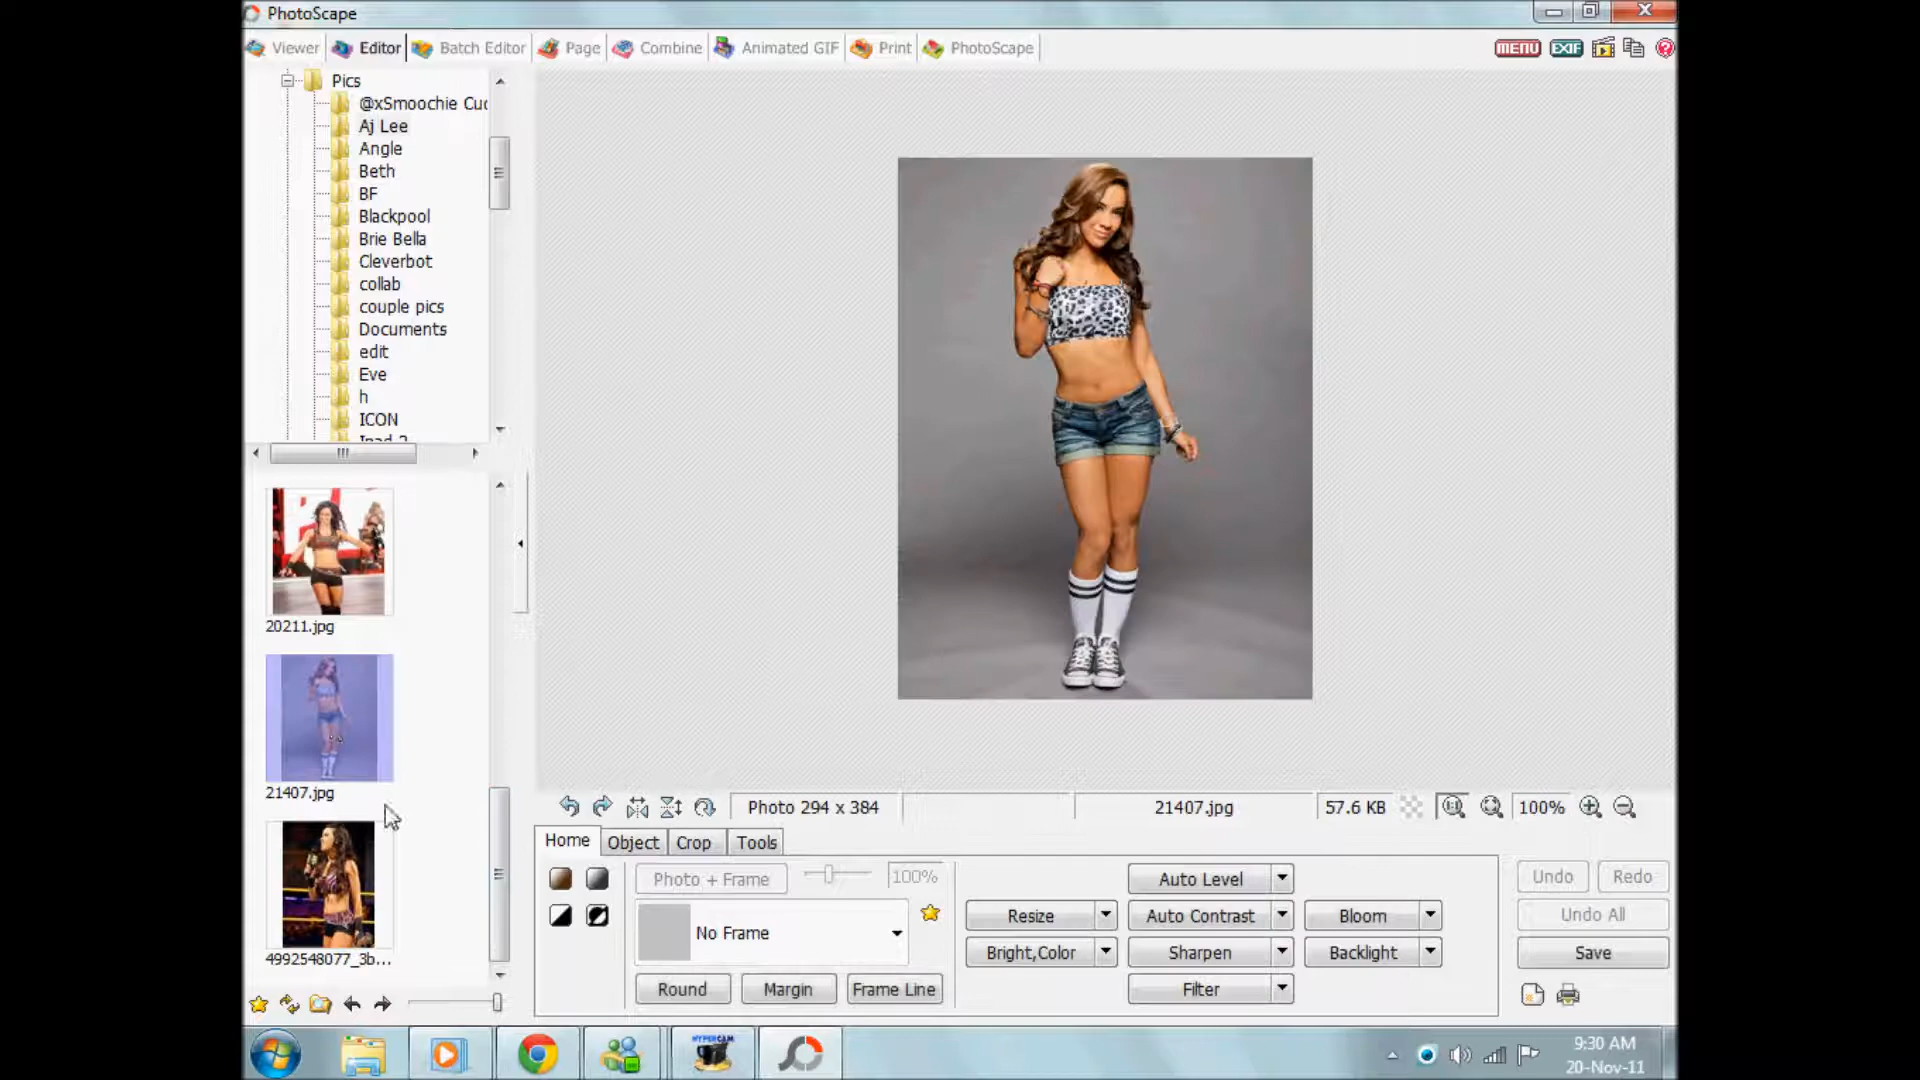 PhotoScape
Viewer Editor Batch Editor Page Combine Animated GIF Print PhotoScape MENU EXIF ?
Pics
@xSmoochie Cuc
Aj Lee
Angle
Beth
BF
Blackpool
Brie Bella
Cleverbot
collab
couple pics
Documents
edit
Eve
h
ICON
Ipad 2
20211.jpg
21407.jpg
4992548077_3b...
Photo 294 x 384 21407.jpg 57.6 KB 100%
Home Object Crop Tools
Photo + Frame 100%
No Frame
Round Margin Frame Line
Auto Level
Resize Auto Contrast Bloom
Bright,Color Sharpen Backlight
Filter
Undo Redo
Undo All
Save
HYPERCAM
9:30 AM
20-Nov-11